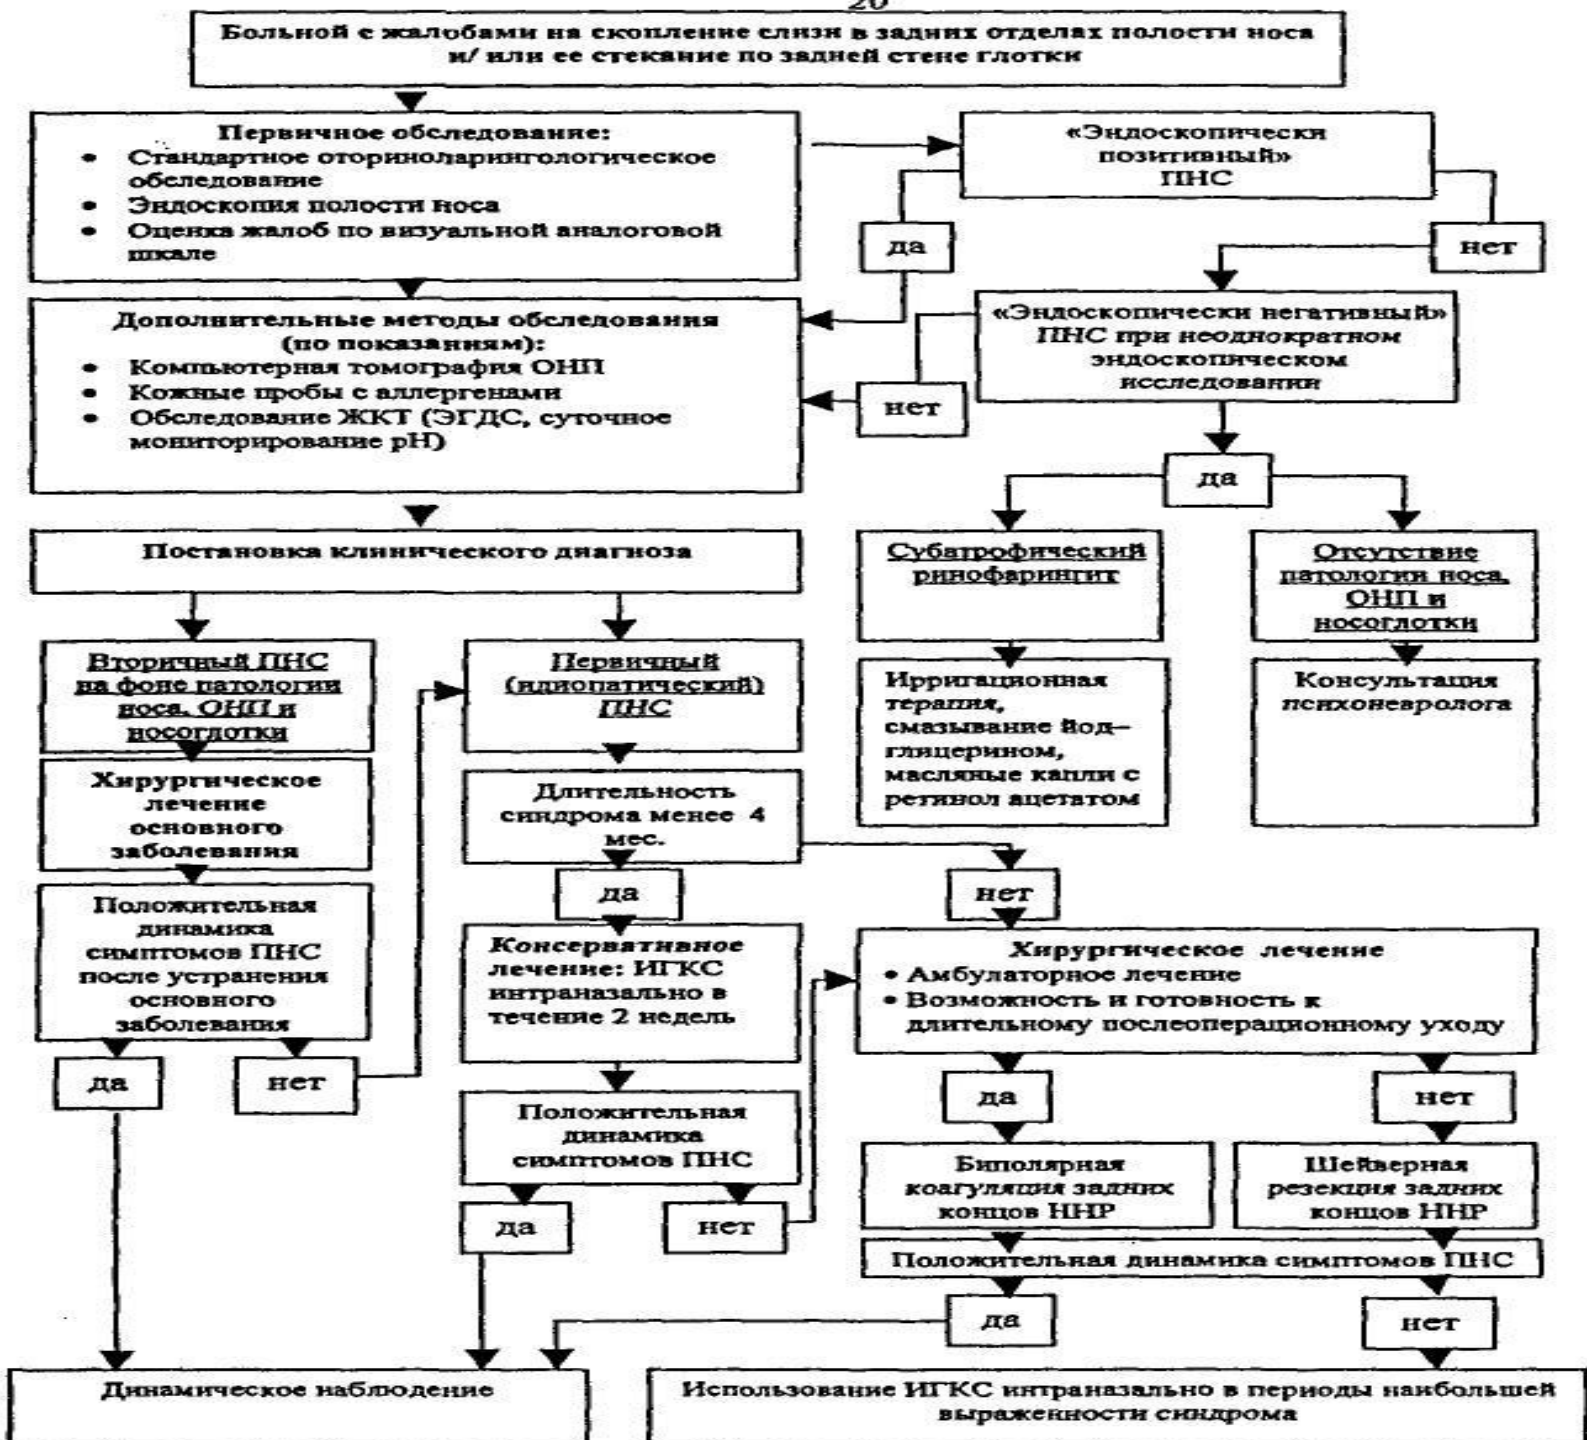 20
Больной с жалобами на скопление слизи в задних отделах полости носа
и/ или ее стекание по задней стене глотки
Первичное обследование:
• Стандартное оториноларингологическое
обследование
• Эндоскопия полости носа
• Оценка жалоб по визуальной аналоговой
шкале
«Эндоскопически
позитивный»
ПНС
да
нет
Дополнительные методы обследования
(по показаниям):
• Компьютерная томография ОНП
• Кожные пробы с аллергенами
• Обследование ЖКТ (ЭГДС, суточное
мониторирование рН)
«Эндоскопически негативный»
ПНС при неоднократном
эндоскопическом
исследовании
нет
да
Постановка клинического диагноза
Субатрофический
ринофарингит
Отсутствие
патологии носа,
ОНП и
носоглотки
Вторичный ПНС
на фоне патологии
носа, ОНП и
носоглотки
Первичный
(идиопатический)
ПНС
Ирригационная
терапия,
смазывание йод–
глицерином,
масляные капли с
ретинол ацетатом
Консультация
психоневролога
Хирургическое
лечение
основного
заболевания
Длительность
синдрома менее 4
мес.
да
нет
Положительная
динамика
симптомов ПНС
после устранения
основного
заболевания
да
нет
Консервативное
лечение: ИГКС
интраназально в
течение 2 недель
Хирургическое лечение
• Амбулаторное лечение
• Возможность и готовность к
длительному послеоперационному уходу
да
нет
Положительная
динамика
симптомов ПНС
да
нет
Биполярная
коагуляция задних
концов ННР
Шейверная
резекция задних
концов ННР
Положительная динамика симптомов ПНС
да
нет
Динамическое наблюдение
Использование ИГКС интраназально в периоды наибольшей
выраженности синдрома